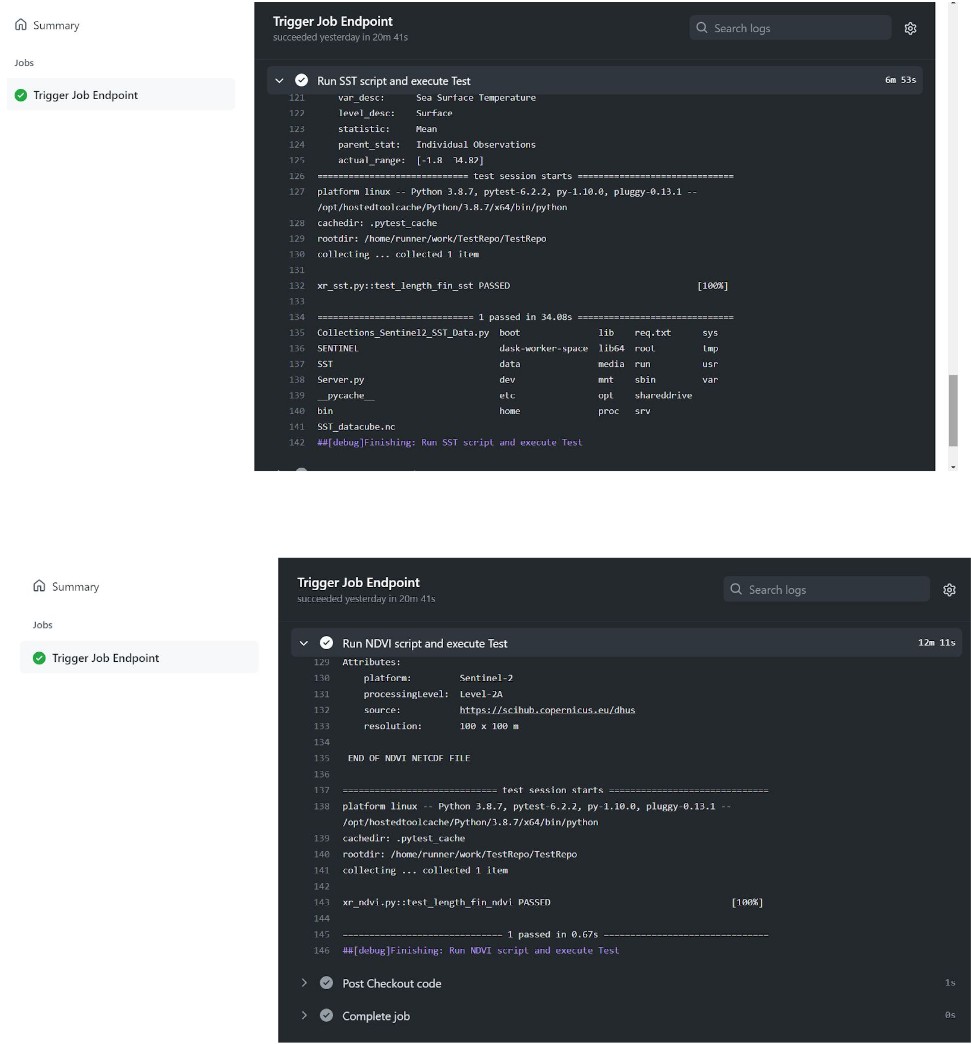 Summary
Jobs
Trigger Job Endpoint
Trigger Job Endpoint
succeeded yesterday in 20m 41s
Search logs
Run SST script and execute Test 6m 53s
121 var_desc: Sea Surface Temperature
122 level_desc: Surface
123 statistic: Mean
124 parent_stat: Individual Observations
125 actual_range: [-1.8 34.82]
126 ============================= test session starts ==============================
127 platform linux -- Python 3.8.7, pytest-6.2.2, py-1.10.0, pluggy-0.13.1 --
/opt/hostedtoolcache/Python/3.8.7/x64/bin/python
128 cachedir: .pytest_cache
129 rootdir: /home/runner/work/TestRepo/TestRepo
130 collecting ... collected 1 item
131
132 xr_sst.py::test_length_fin_sst PASSED [100%]
133
134 ============================== 1 passed in 34.08s ==============================
135 Collections_Sentinel2_SST_Data.py boot lib req.txt sys
136 SENTINEL dask-worker-space lib64 root tmp
137 SST data media run usr
138 Server.py dev mnt sbin var
139 __pycache__ etc opt shareddrive
140 bin home proc srv
141 SST_datacube.nc
142 ##[debug]Finishing: Run SST script and execute Test
Summary
Jobs
Trigger Job Endpoint
Trigger Job Endpoint
succeeded yesterday in 20m 41s
Search logs
Run NDVI script and execute Test 12m 11s
129 Attributes:
130 platform: Sentinel-2
131 processingLevel: Level-2A
132 source: https://scihub.copernicus.eu/dhus
133 resolution: 100 x 100 m
134
135 END OF NDVI NETCDF FILE
136
137 ============================= test session starts ==============================
138 platform linux -- Python 3.8.7, pytest-6.2.2, py-1.10.0, pluggy-0.13.1 --
/opt/hostedtoolcache/Python/3.8.7/x64/bin/python
139 cachedir: .pytest_cache
140 rootdir: /home/runner/work/TestRepo/TestRepo
141 collecting ... collected 1 item
142
143 xr_ndvi.py::test_length_fin_ndvi PASSED [100%]
144
145 ============================== 1 passed in 0.67s ===============================
146 ##[debug]Finishing: Run NDVI script and execute Test
Post Checkout code 1s
Complete job 0s